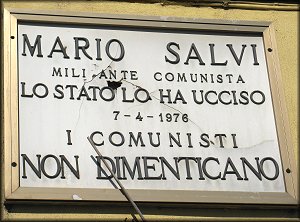 MARIO SALVI
MILITANTE COMUNISTA
LO STATO LO HA UCCISO
7-4-1976
I COMUNISTI
NON DIMENTICANO